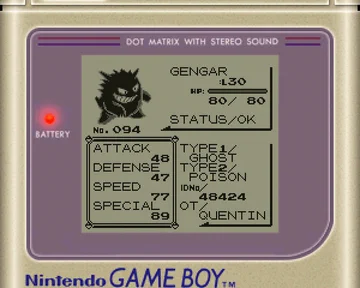 DOT MATRIX WITH STEREO SOUND
GENGAR
:L30
HP:
80/ 80
No.094
STATUS/OK
BATTERY
ATTACK
48
DEFENSE
47
SPEED
77
SPECIAL
89
TYPE1/
GHOST
TYPE2/
POISON
IDNo/
48424
OT/
QUENTIN
Nintendo GAME BOY TM